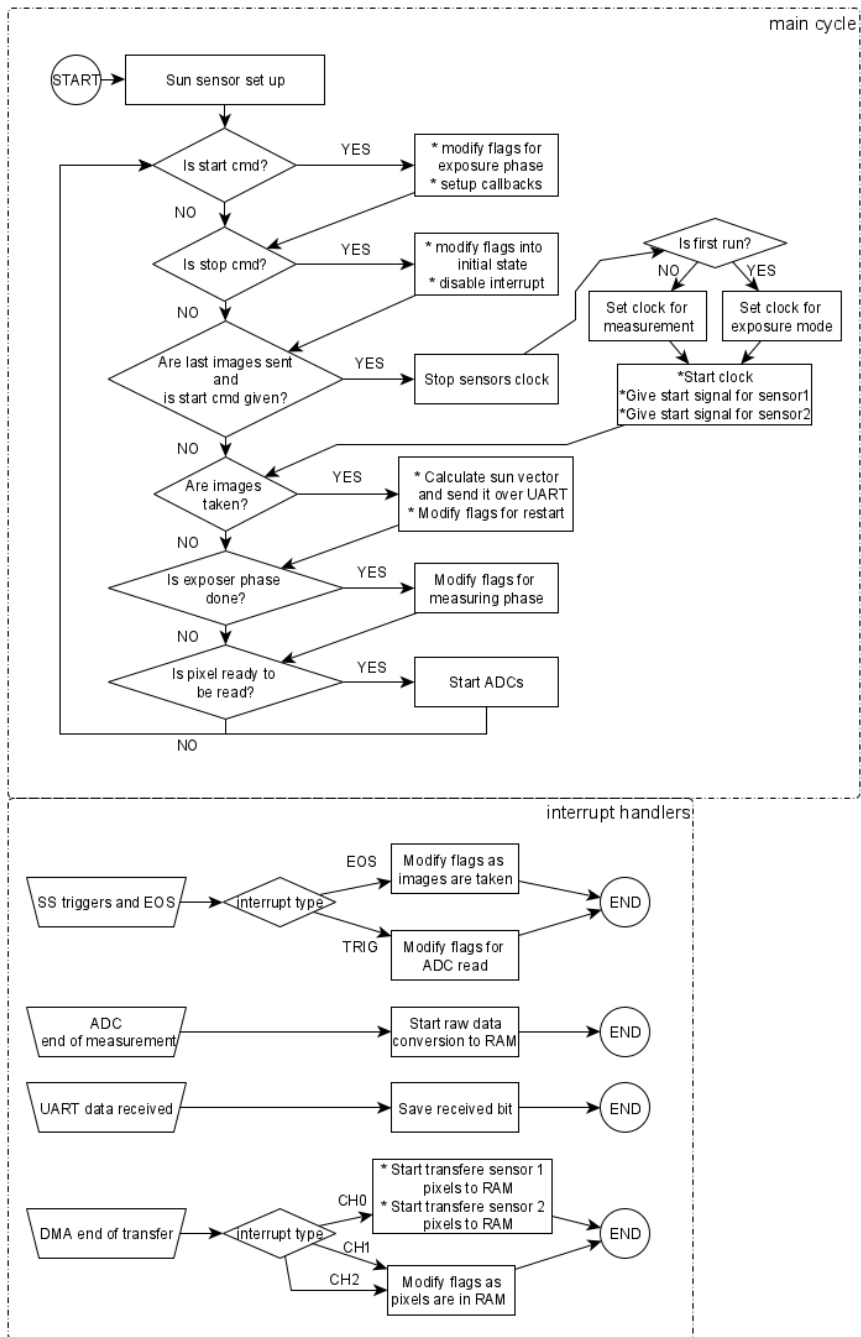 main cycle
START
Sun sensor set up
Is start cmd?
YES
* modify flags for
exposure phase
* setup callbacks
NO
Is stop cmd?
YES
* modify flags into
initial state
* disable interrupt
Is first run?
NO
YES
Set clock for
measurement
Set clock for
exposure mode
NO
Are last images sent
and
is start cmd given?
YES
Stop sensors clock
*Start clock
*Give start signal for sensor1
*Give start signal for sensor2
NO
Are images
taken?
YES
* Calculate sun vector
and send it over UART
* Modify flags for restart
NO
Is exposer phase
done?
YES
Modify flags for
measuring phase
NO
Is pixel ready to
be read?
YES
Start ADCs
NO
interrupt handlers
SS triggers and EOS
interrupt type
EOS
Modify flags as
images are taken
TRIG
Modify flags for
ADC read
END
ADC
end of measurement
Start raw data
conversion to RAM
END
UART data received
Save received bit
END
DMA end of transfer
interrupt type
CH0
* Start transfere sensor 1
pixels to RAM
* Start transfere sensor 2
pixels to RAM
CH1
CH2
Modify flags as
pixels are in RAM
END